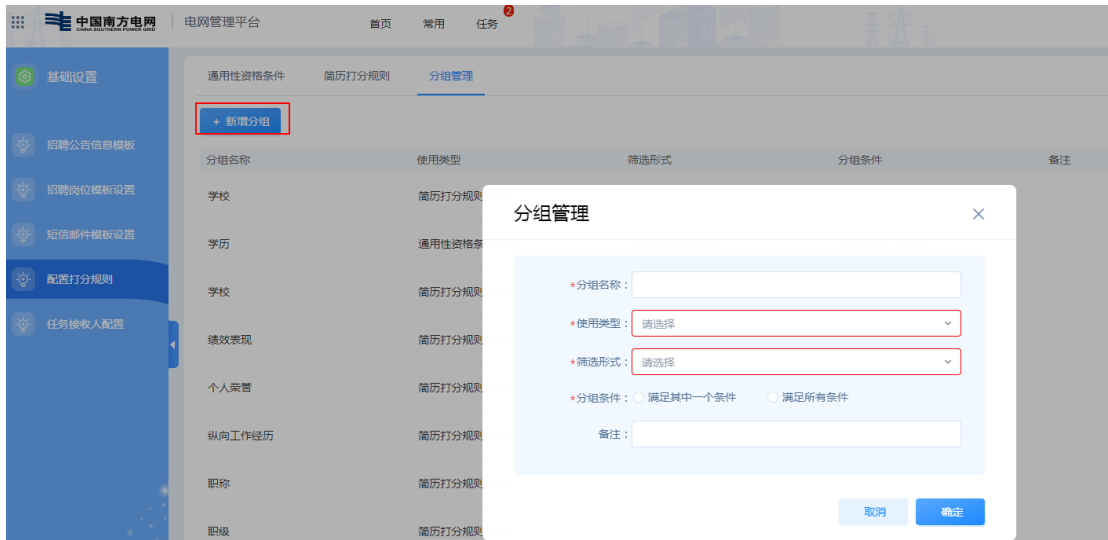 中国南方电网
CHINA SOUTHERN POWER GRID
电网管理平台
首页 常用 任务 2
基础设置
招聘公告信息模板
招聘岗位模板设置
短信邮件模板设置
配置打分规则
任务接收人配置
通用性资格条件 简历打分规则 分组管理
+ 新增分组
分组名称 使用类型 筛选形式 分组条件 备注
学校 简历打分规则
学历 通用性资格条
学校 简历打分规则
绩效表现 简历打分规则
个人荣誉 简历打分规则
纵向工作经历 简历打分规则
职称 简历打分规则
职级 简历打分规则
分组管理 ×
*分组名称:
*使用类型: 请选择
*筛选形式: 请选择
*分组条件: 满足其中一个条件 满足所有条件
备注:
取消 确定